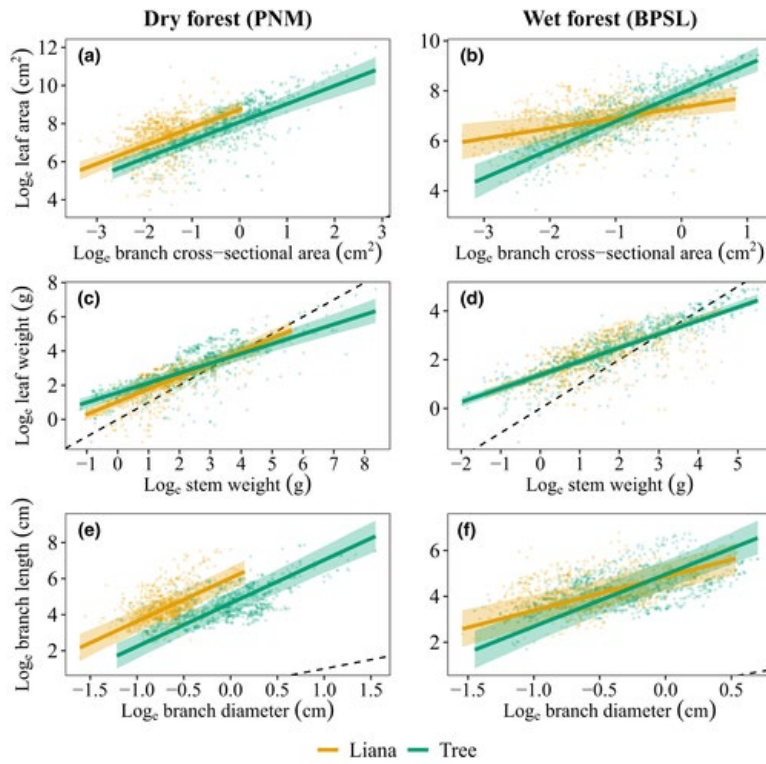 Dry forest (PNM)
Wet forest (BPSL)
(a)
Logₑ leaf area (cm²)
12
10
8
6
4
−3 −2 −1 0 1 2 3
Logₑ branch cross−sectional area (cm²)
(b)
10
8
6
4
−3 −2 −1 0 1
Logₑ branch cross−sectional area (cm²)
(c)
Logₑ leaf weight (g)
8
6
4
2
0
−1 0 1 2 3 4 5 6 7 8
Logₑ stem weight (g)
(d)
4
2
0
−2 −1 0 1 2 3 4 5
Logₑ stem weight (g)
(e)
Logₑ branch length (cm)
8
6
4
2
−1.5 −1.0 −0.5 0.0 0.5 1.0 1.5
Logₑ branch diameter (cm)
(f)
6
4
2
−1.5 −1.0 −0.5 0.0 0.5
Logₑ branch diameter (cm)
Liana Tree